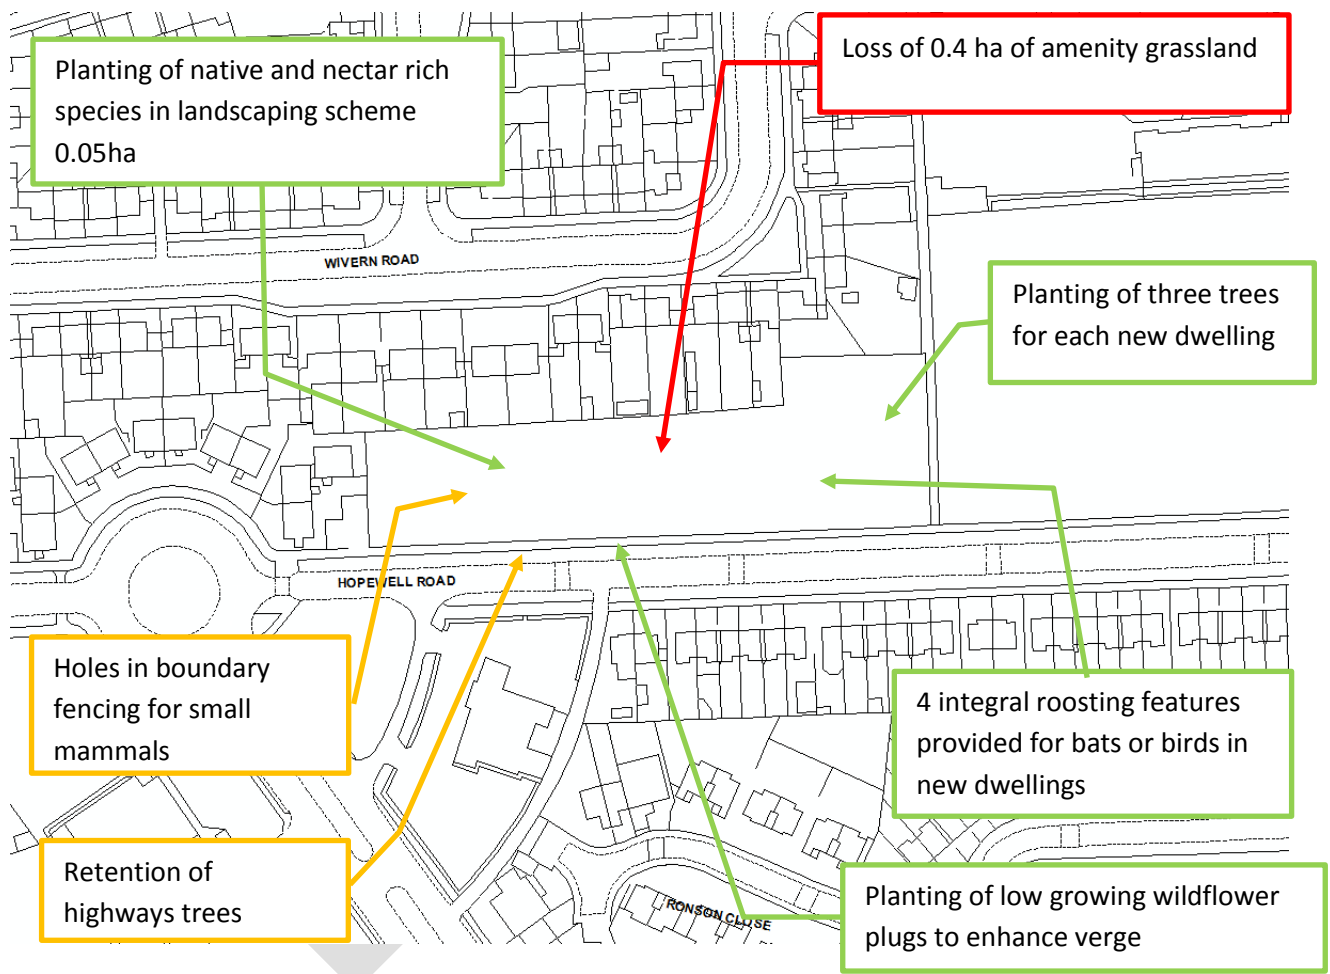 Loss of 0.4 ha of amenity grassland
Planting of native and nectar rich
species in landscaping scheme
0.05ha
WIVERN ROAD
Planting of three trees
for each new dwelling
HOPEWELL ROAD
Holes in boundary
fencing for small
mammals
4 integral roosting features
provided for bats or birds in
new dwellings
Retention of
highways trees
Planting of low growing wildflower
plugs to enhance verge
RONSON CLOSE